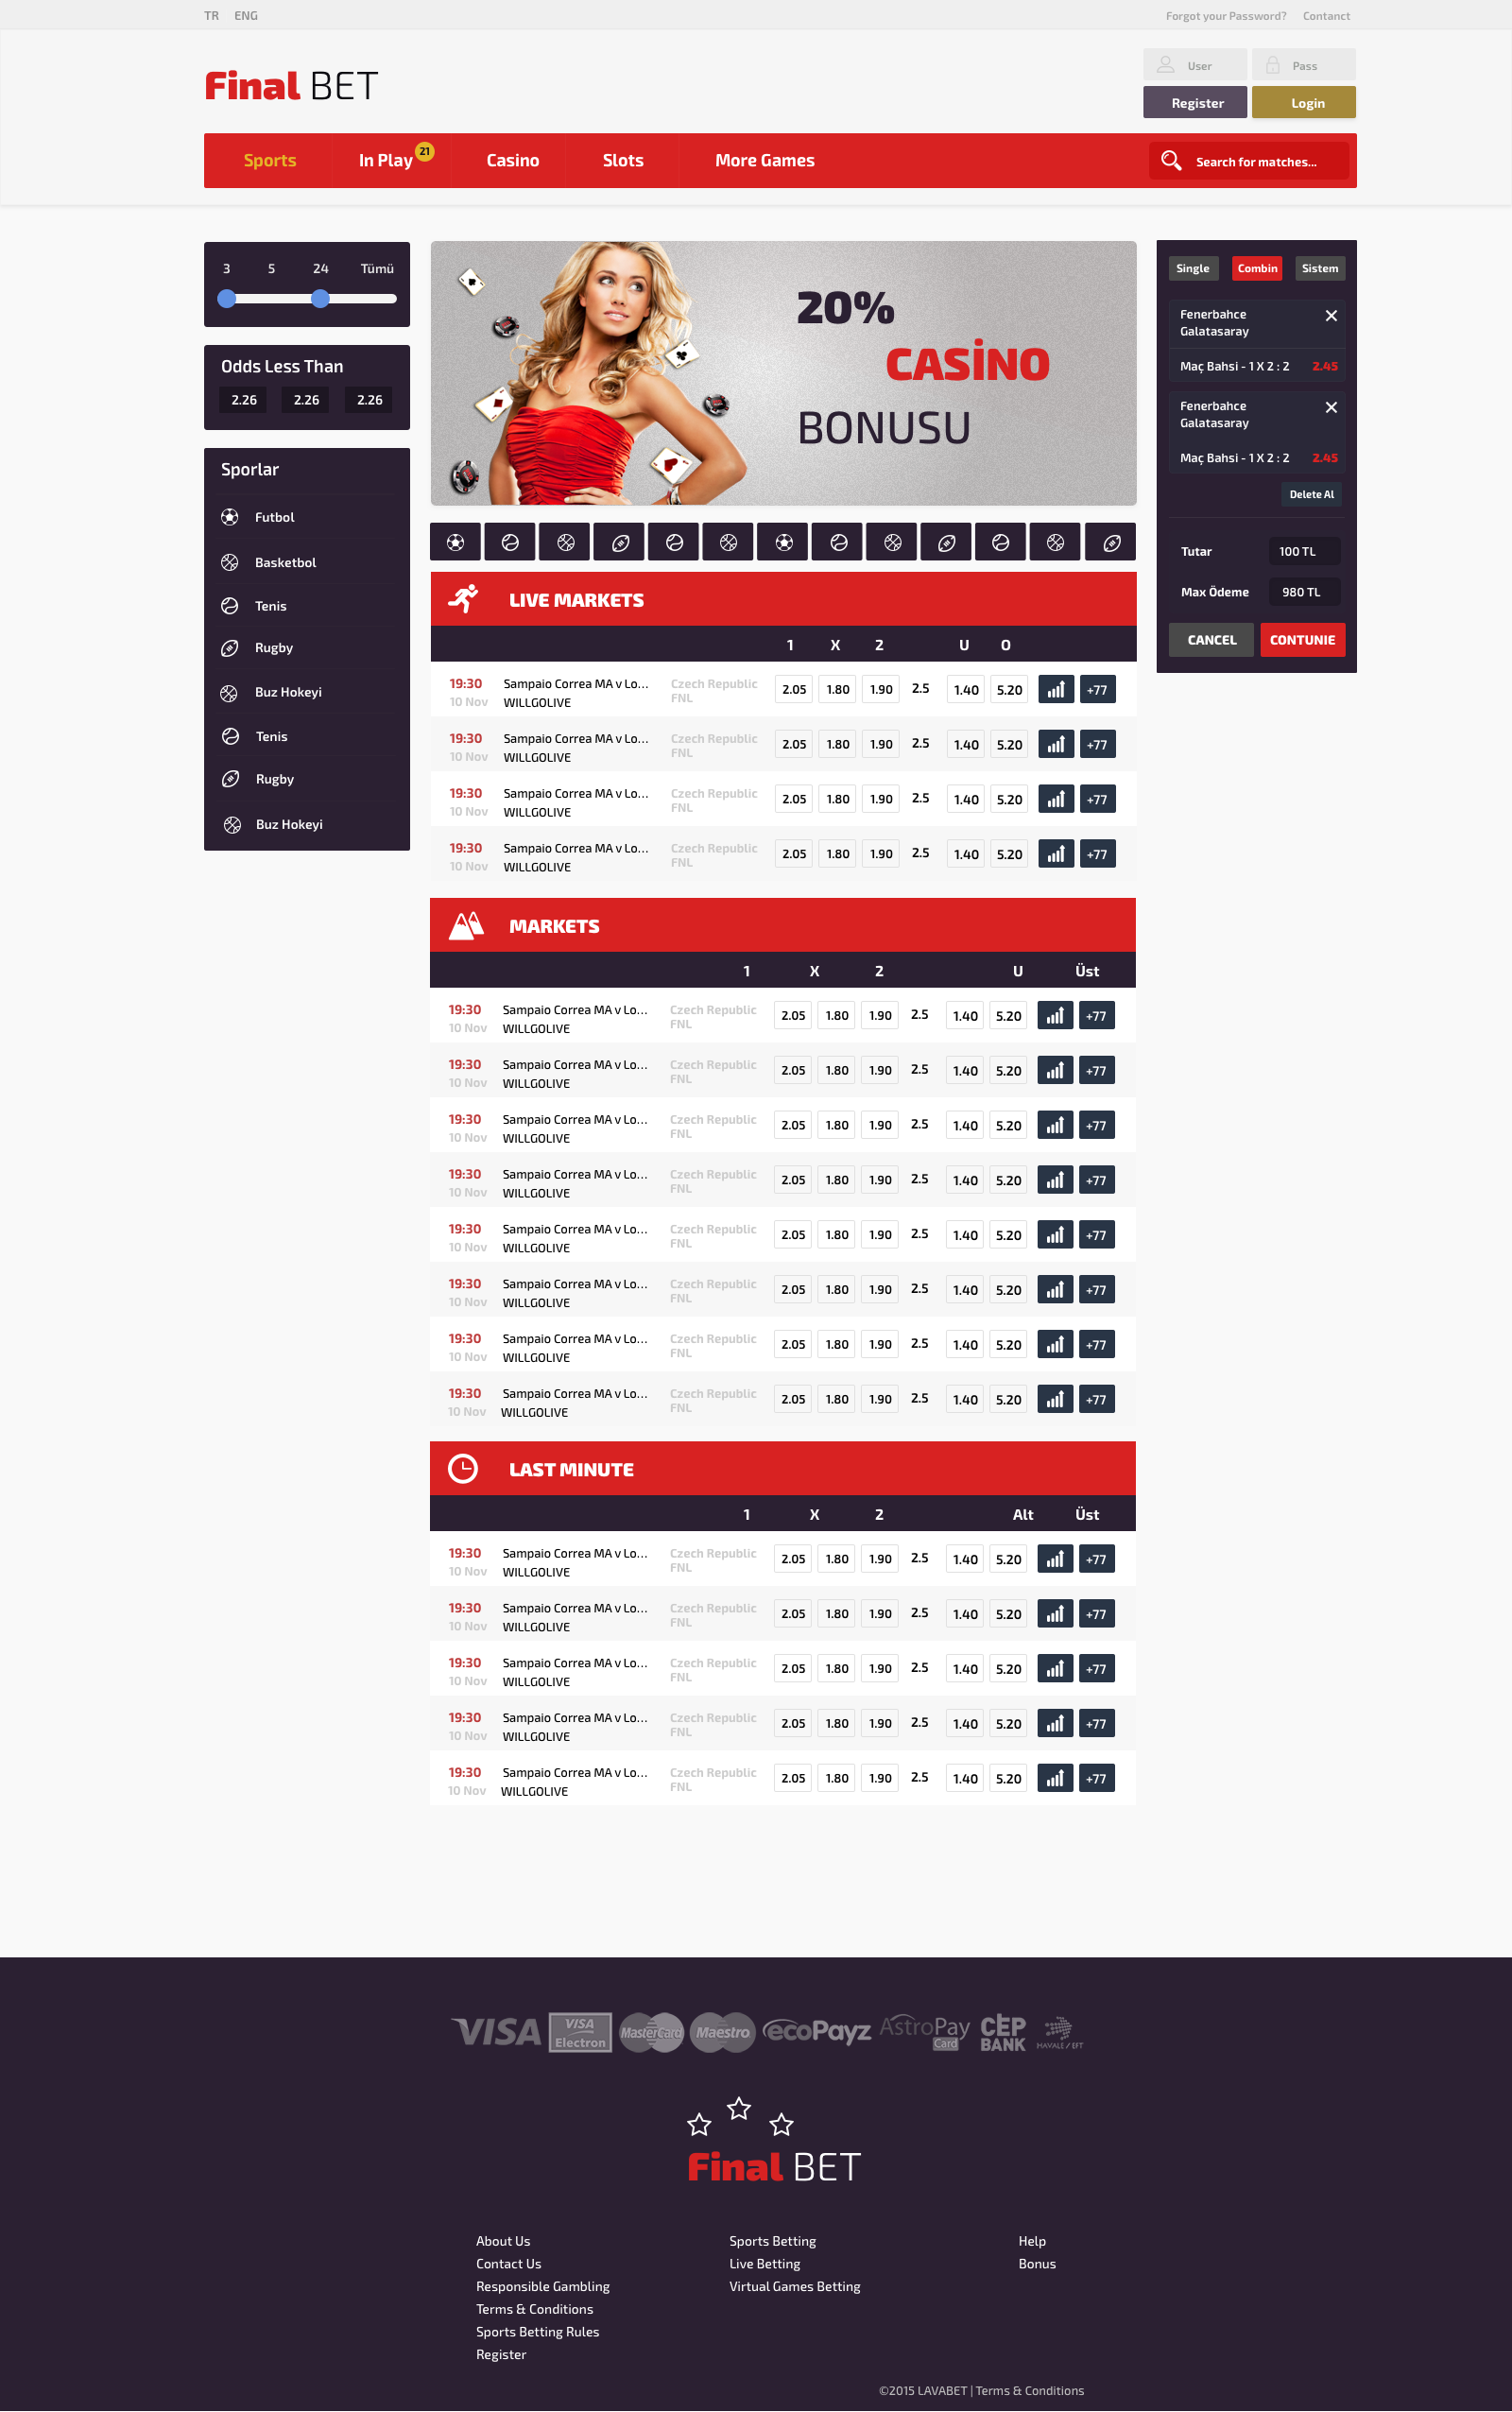 TR ENG Forgot your Password? Contanct
User Pass
Final BET
Register Login
Sports In Play 21 Casino Slots More Games Search for matches...
3 5 24 Tümü
Odds Less Than
2.26 2.26 2.26
Sporlar
Futbol
Basketbol
Tenis
Rugby
Buz Hokeyi
Tenis
Rugby
Buz Hokeyi
20%
CASİNO
BONUSU
LIVE MARKETS
1 X 2 U O
19:30 Sampaio Correa MA v Lo... Czech Republic 2.05 1.80 1.90 2.5 1.40 5.20 +77
10 Nov WILLGOLIVE FNL
19:30 Sampaio Correa MA v Lo... Czech Republic 2.05 1.80 1.90 2.5 1.40 5.20 +77
10 Nov WILLGOLIVE FNL
19:30 Sampaio Correa MA v Lo... Czech Republic 2.05 1.80 1.90 2.5 1.40 5.20 +77
10 Nov WILLGOLIVE FNL
19:30 Sampaio Correa MA v Lo... Czech Republic 2.05 1.80 1.90 2.5 1.40 5.20 +77
10 Nov WILLGOLIVE FNL
MARKETS
1 X 2 U Üst
19:30 Sampaio Correa MA v Lo... Czech Republic 2.05 1.80 1.90 2.5 1.40 5.20 +77
10 Nov WILLGOLIVE FNL
19:30 Sampaio Correa MA v Lo... Czech Republic 2.05 1.80 1.90 2.5 1.40 5.20 +77
10 Nov WILLGOLIVE FNL
19:30 Sampaio Correa MA v Lo... Czech Republic 2.05 1.80 1.90 2.5 1.40 5.20 +77
10 Nov WILLGOLIVE FNL
19:30 Sampaio Correa MA v Lo... Czech Republic 2.05 1.80 1.90 2.5 1.40 5.20 +77
10 Nov WILLGOLIVE FNL
19:30 Sampaio Correa MA v Lo... Czech Republic 2.05 1.80 1.90 2.5 1.40 5.20 +77
10 Nov WILLGOLIVE FNL
19:30 Sampaio Correa MA v Lo... Czech Republic 2.05 1.80 1.90 2.5 1.40 5.20 +77
10 Nov WILLGOLIVE FNL
19:30 Sampaio Correa MA v Lo... Czech Republic 2.05 1.80 1.90 2.5 1.40 5.20 +77
10 Nov WILLGOLIVE FNL
19:30 Sampaio Correa MA v Lo... Czech Republic 2.05 1.80 1.90 2.5 1.40 5.20 +77
10 Nov WILLGOLIVE FNL
LAST MINUTE
1 X 2 Alt Üst
19:30 Sampaio Correa MA v Lo... Czech Republic 2.05 1.80 1.90 2.5 1.40 5.20 +77
10 Nov WILLGOLIVE FNL
19:30 Sampaio Correa MA v Lo... Czech Republic 2.05 1.80 1.90 2.5 1.40 5.20 +77
10 Nov WILLGOLIVE FNL
19:30 Sampaio Correa MA v Lo... Czech Republic 2.05 1.80 1.90 2.5 1.40 5.20 +77
10 Nov WILLGOLIVE FNL
19:30 Sampaio Correa MA v Lo... Czech Republic 2.05 1.80 1.90 2.5 1.40 5.20 +77
10 Nov WILLGOLIVE FNL
19:30 Sampaio Correa MA v Lo... Czech Republic 2.05 1.80 1.90 2.5 1.40 5.20 +77
10 Nov WILLGOLIVE FNL
Single Combin Sistem
Fenerbahce
Galatasaray
Maç Bahsi - 1 X 2 : 2 2.45
Fenerbahce
Galatasaray
Maç Bahsi - 1 X 2 : 2 2.45
Delete Al
Tutar 100 TL
Max Ödeme 980 TL
CANCEL CONTUNIE
VISA VISA Electron MasterCard Maestro ecoPayz AstroPay Card CEP BANK HAVALE / EFT
Final BET
About Us
Contact Us
Responsible Gambling
Terms & Conditions
Sports Betting Rules
Register
Sports Betting
Live Betting
Virtual Games Betting
Help
Bonus
©2015 LAVABET | Terms & Conditions